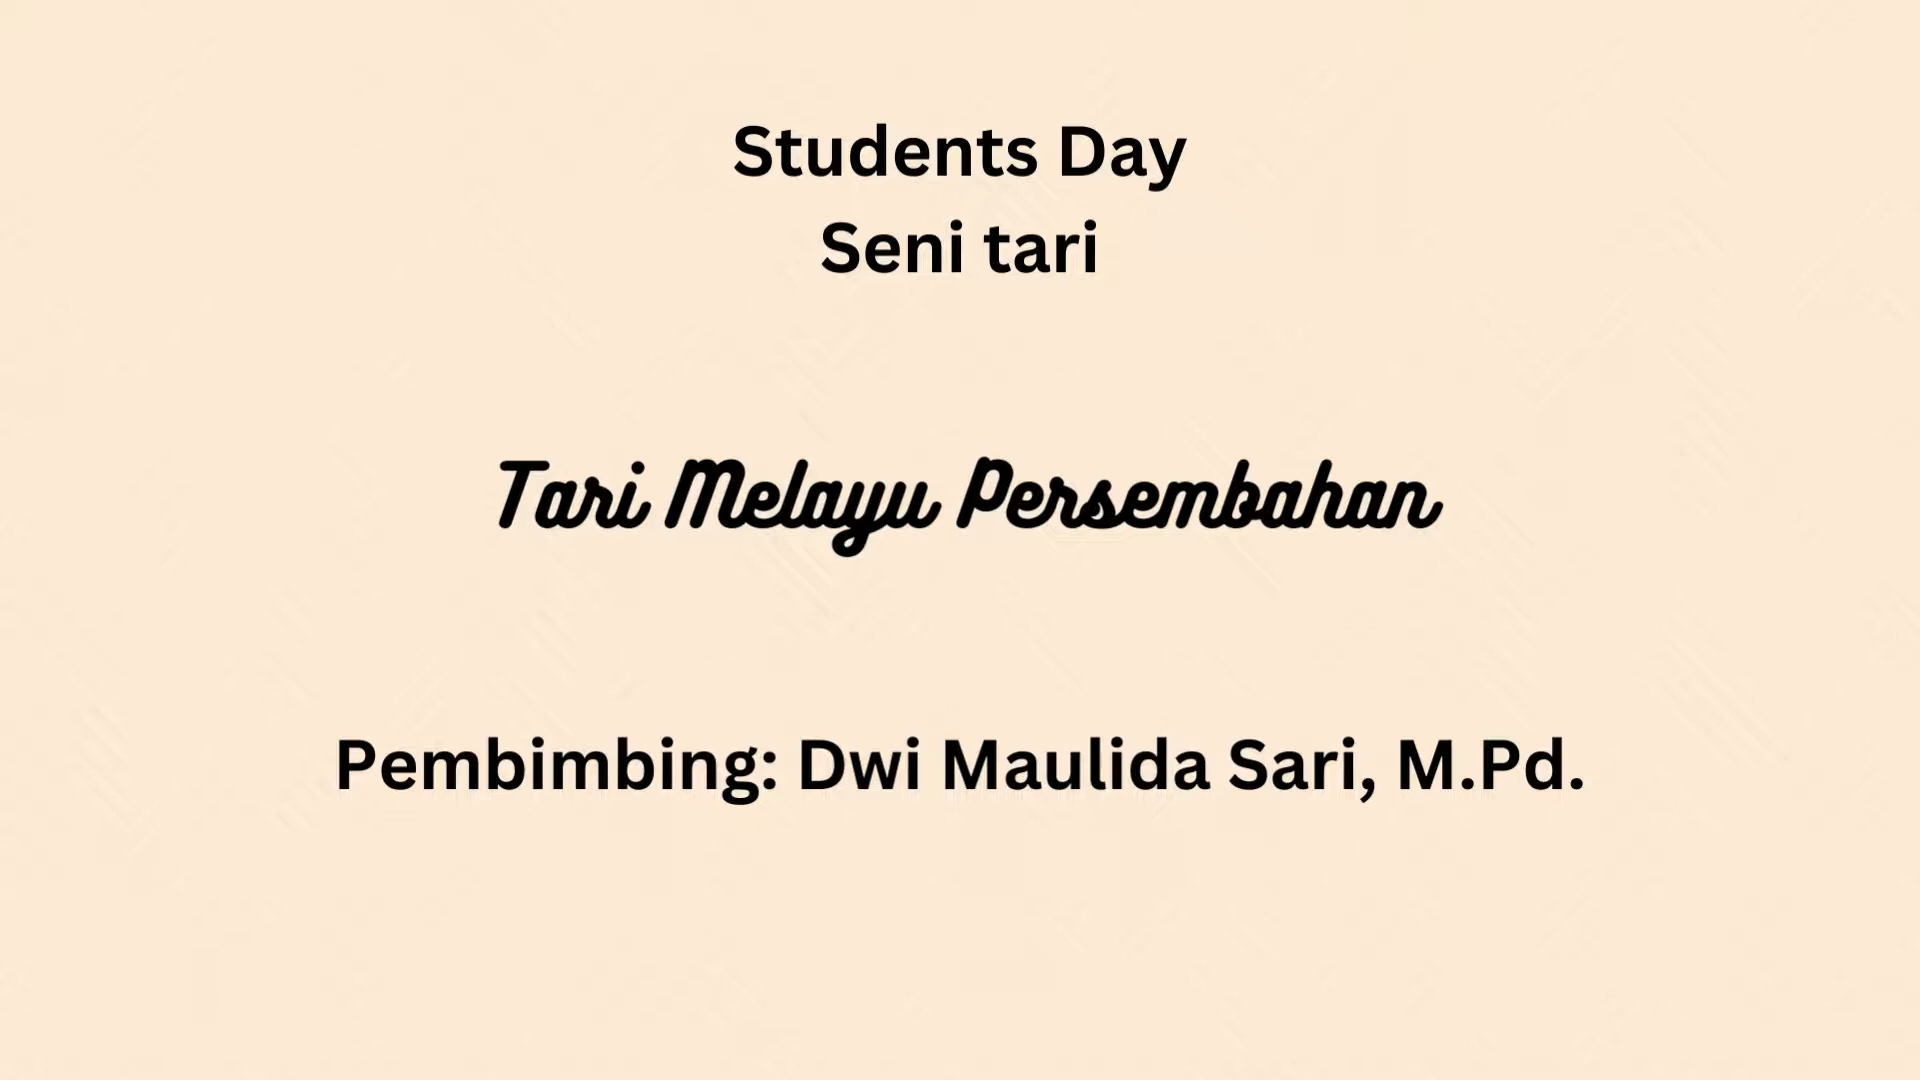 Students Day
Seni tari
Tari Melayu Persembahan
Pembimbing: Dwi Maulida Sari, M.Pd.